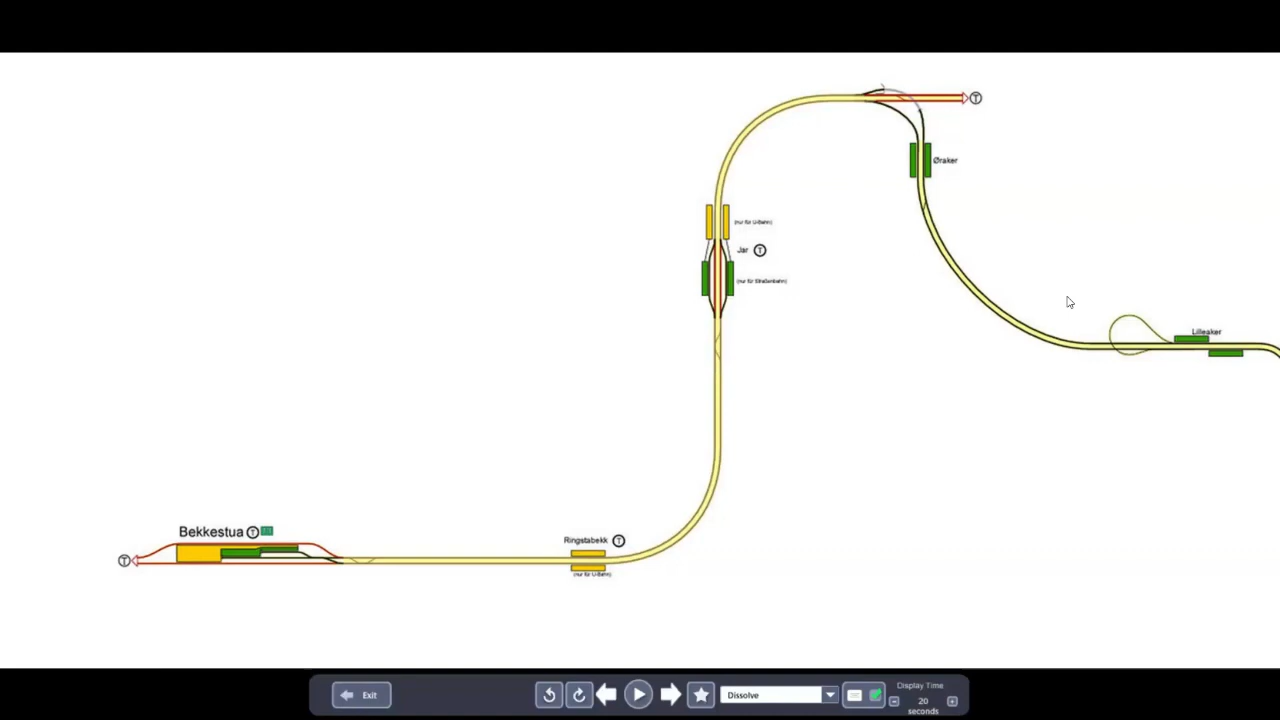 T
Øraker
(nur für U-Bahn)
Jar T
(nur für Straßenbahn)
Lilleaker
Bekkestua T
T
Ringstabekk T
(nur für U-Bahn)
Exit
Dissolve
Display Time
20
seconds